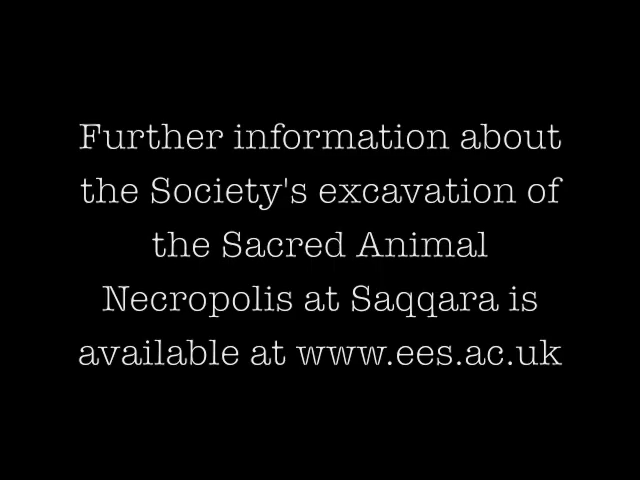 Further information about
the Society's excavation of
the Sacred Animal
Necropolis at Saqqara is
available at www.ees.ac.uk